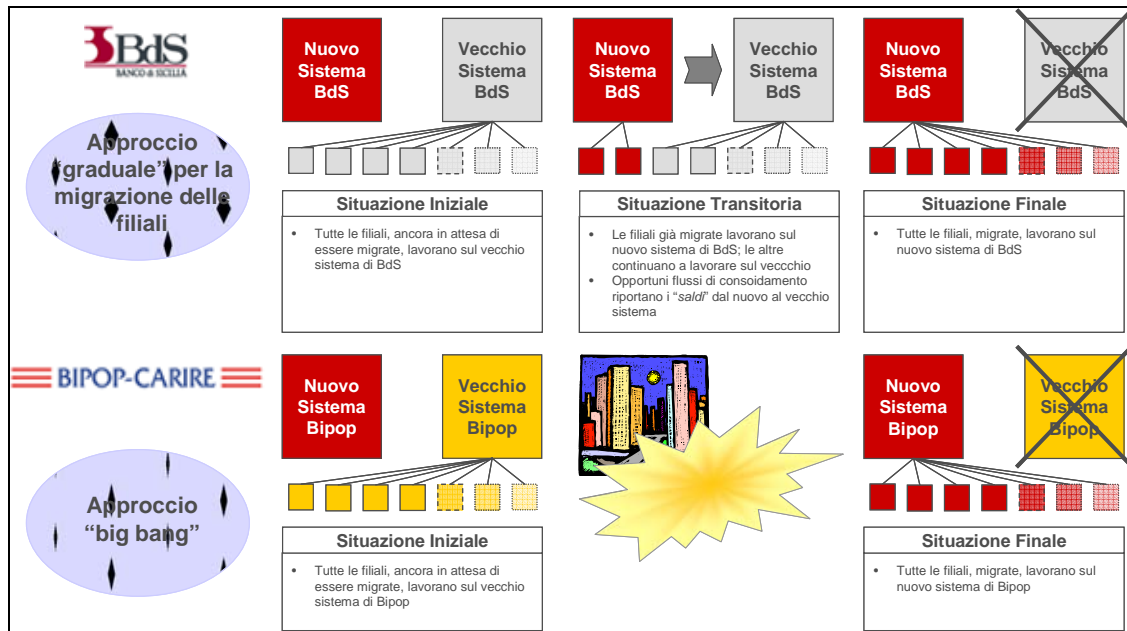 BdS
BANCO di SICILIA
Nuovo
Sistema
BdS
Vecchio
Sistema
BdS
Nuovo
Sistema
BdS
Vecchio
Sistema
BdS
Nuovo
Sistema
BdS
Vecchio
Sistema
BdS
Approccio
“graduale” per la
migrazione delle
filiali
Situazione Iniziale
• Tutte le filiali, ancora in attesa di
essere migrate, lavorano sul vecchio
sistema di BdS
Situazione Transitoria
• Le filiali già migrate lavorano sul
nuovo sistema di BdS; le altre
continuano a lavorare sul veccchio
• Opportuni flussi di consoidamento
riportano i “saldi” dal nuovo al vecchio
sistema
Situazione Finale
• Tutte le filiali, migrate, lavorano sul
nuovo sistema di BdS
BIPOP-CARIRE
Nuovo
Sistema
Bipop
Vecchio
Sistema
Bipop
Nuovo
Sistema
Bipop
Vecchio
Sistema
Bipop
Approccio
“big bang”
Situazione Iniziale
• Tutte le filiali, ancora in attesa di
essere migrate, lavorano sul vecchio
sistema di Bipop
Situazione Finale
• Tutte le filiali, migrate, lavorano sul
nuovo sistema di Bipop